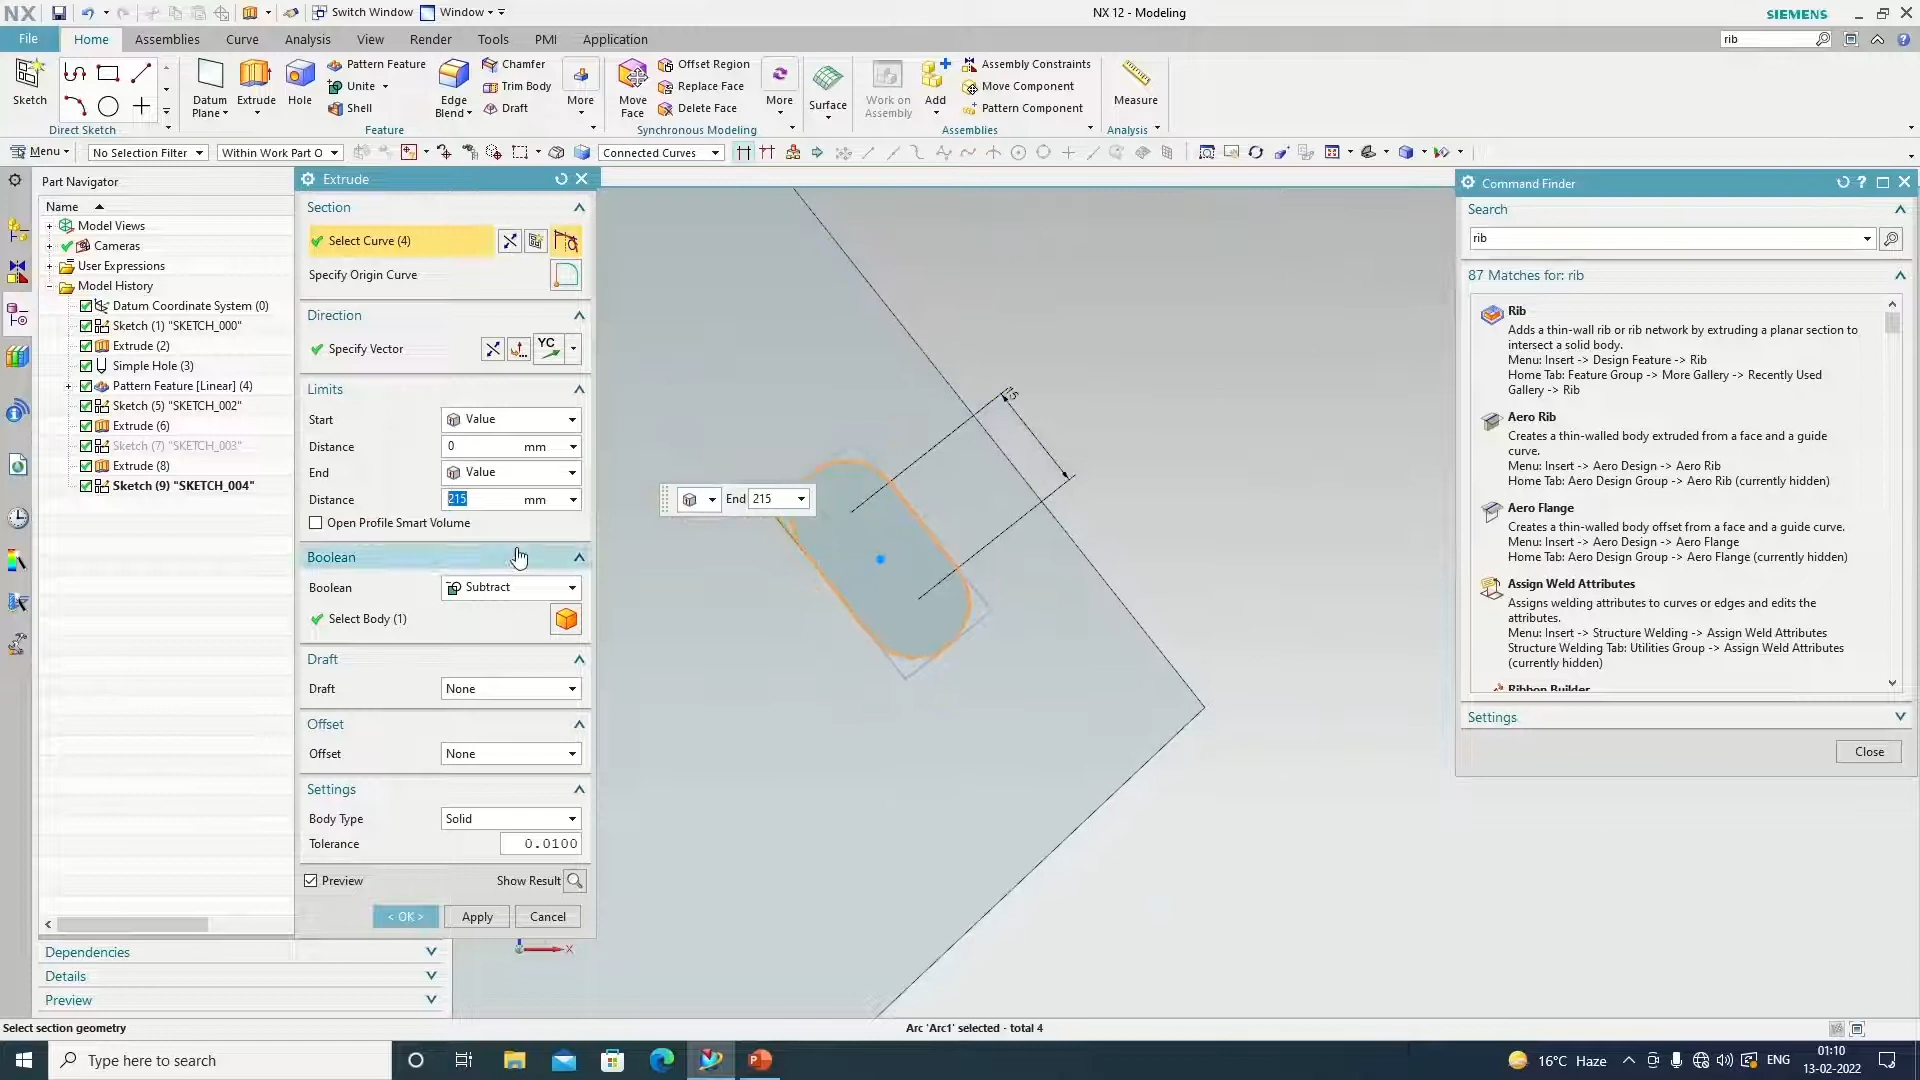 NX
Switch Window
Window
NX 12 - Modeling
SIEMENS
File
Home
Assemblies
Curve
Analysis
View
Render
Tools
PMI
Application
rib
Sketch
Direct Sketch
Datum
Plane
Extrude
Hole
Pattern Feature
Unite
Shell
Edge
Blend
Chamfer
Trim Body
Draft
More
Feature
Move
Face
Offset Region
Replace Face
Delete Face
More
Synchronous Modeling
Surface
Work on
Assembly
Add
Assembly Constraints
Move Component
Pattern Component
Assemblies
Measure
Analysis
Menu
No Selection Filter
Within Work Part O
Connected Curves
Part Navigator
Name
Model Views
Cameras
User Expressions
Model History
Datum Coordinate System (0)
Sketch (1) "SKETCH_000"
Extrude (2)
Simple Hole (3)
Pattern Feature [Linear] (4)
Sketch (5) "SKETCH_002"
Extrude (6)
Sketch (7) "SKETCH_003"
Extrude (8)
Sketch (9) "SKETCH_004"
Dependencies
Details
Preview
Extrude
Section
Select Curve (4)
Specify Origin Curve
Direction
Specify Vector
YC
Limits
Start
Value
Distance
0 mm
End
Value
Distance
215 mm
Open Profile Smart Volume
Boolean
Boolean
Subtract
Select Body (1)
Draft
Draft
None
Offset
Offset
None
Settings
Body Type
Solid
Tolerance
0.0100
Preview
Show Result
< OK >
Apply
Cancel
End 215
X
Command Finder
Search
rib
87 Matches for: rib
Rib
Adds a thin-wall rib or rib network by extruding a planar section to
intersect a solid body.
Menu: Insert -> Design Feature -> Rib
Home Tab: Feature Group -> More Gallery -> Recently Used
Gallery -> Rib
Aero Rib
Creates a thin-walled body extruded from a face and a guide
curve.
Menu: Insert -> Aero Design -> Aero Rib
Home Tab: Aero Design Group -> Aero Rib (currently hidden)
Aero Flange
Creates a thin-walled body offset from a face and a guide curve.
Menu: Insert -> Aero Design -> Aero Flange
Home Tab: Aero Design Group -> Aero Flange (currently hidden)
Assign Weld Attributes
Assigns welding attributes to curves or edges and edits the
attributes.
Menu: Insert -> Structure Welding -> Assign Weld Attributes
Structure Welding Tab: Utilities Group -> Assign Weld Attributes
(currently hidden)
Ribbon Builder
Settings
Close
Select section geometry
Arc 'Arc1' selected - total 4
Type here to search
16°C Haze
ENG
01:10
13-02-2022